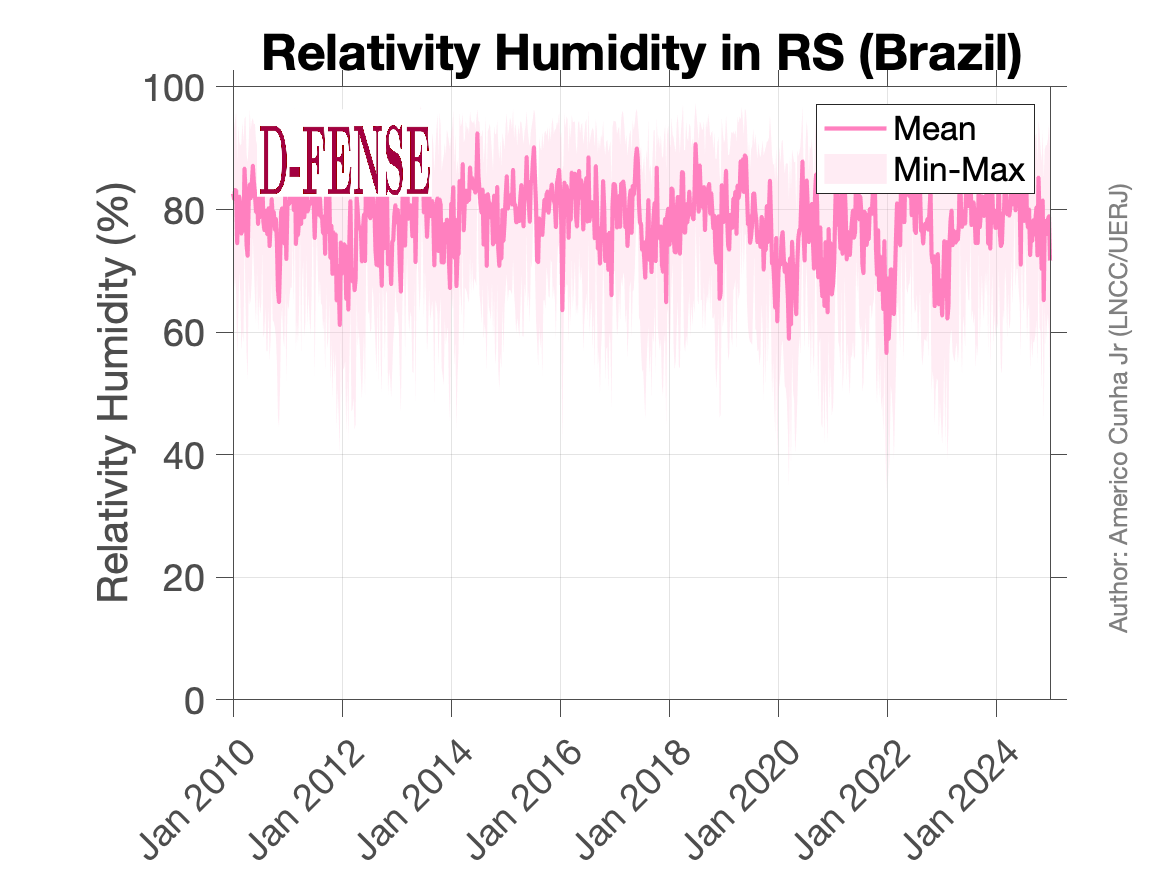 Relativity Humidity in RS (Brazil)
D-FENSE
Mean
Min-Max
Relativity Humidity (%)
100
80
60
40
20
0
Jan 2010
Jan 2012
Jan 2014
Jan 2016
Jan 2018
Jan 2020
Jan 2022
Jan 2024
Author: Americo Cunha Jr (LNCC/UERJ)